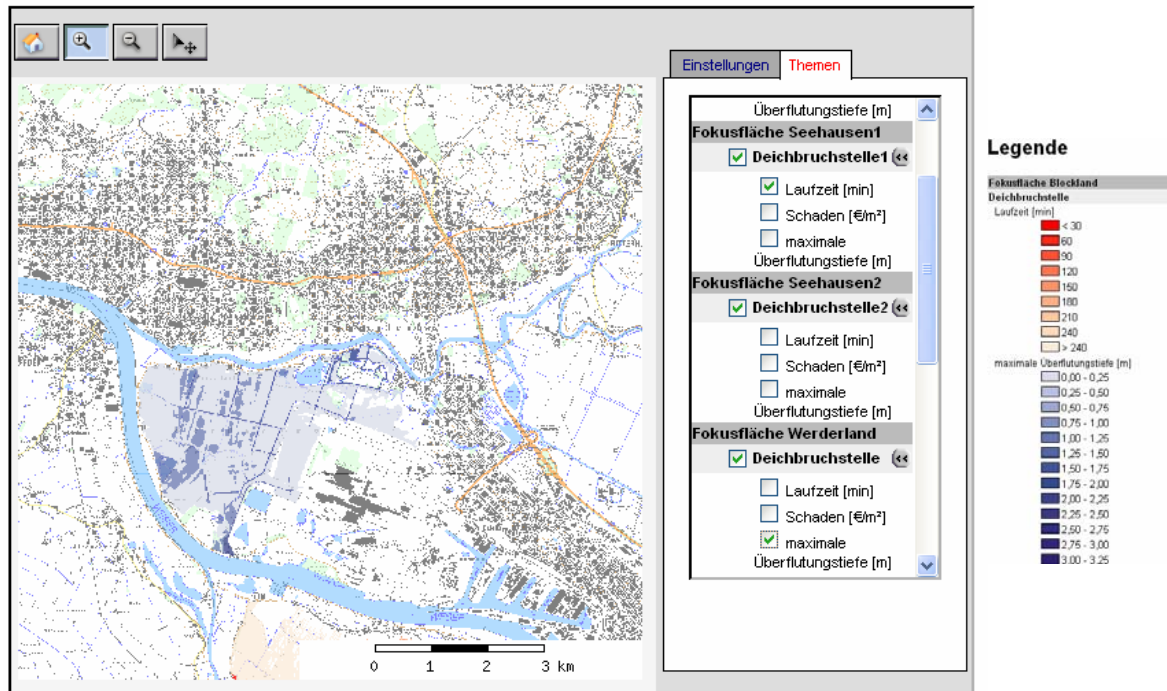 Einstellungen
Themen
Überflutungstiefe [m]
Fokusfläche Seehausen1
Deichbruchstelle1
Laufzeit [min]
Schaden [€/m²]
maximale
Überflutungstiefe [m]
Fokusfläche Seehausen2
Deichbruchstelle2
Laufzeit [min]
Schaden [€/m²]
maximale
Überflutungstiefe [m]
Fokusfläche Werderland
Deichbruchstelle
Laufzeit [min]
Schaden [€/m²]
maximale
Überflutungstiefe [m]
0 1 2 3 km
Legende
Fokusfläche Blockland
Deichbruchstelle
Laufzeit [min]
< 30
60
90
120
150
180
210
240
> 240
maximale Überflutungstiefe [m]
0,00 - 0,25
0,25 - 0,50
0,50 - 0,75
0,75 - 1,00
1,00 - 1,25
1,25 - 1,50
1,50 - 1,75
1,75 - 2,00
2,00 - 2,25
2,25 - 2,50
2,50 - 2,75
2,75 - 3,00
3,00 - 3,25